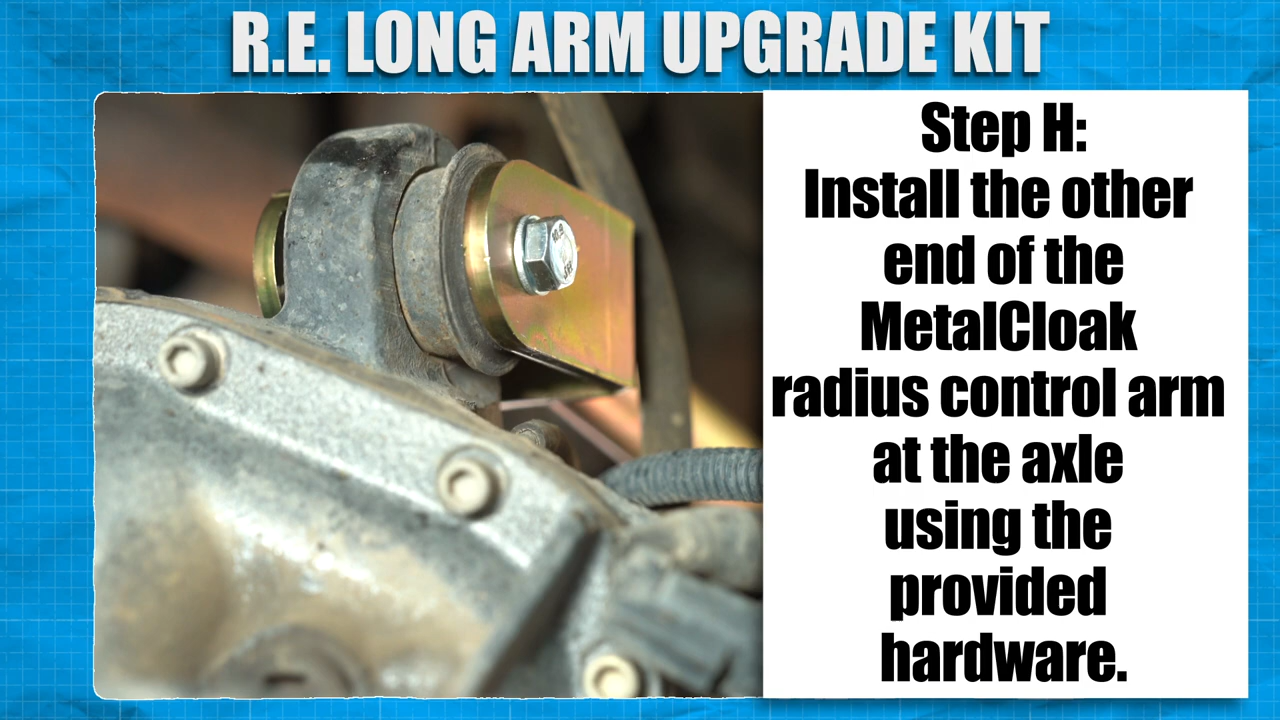 R.E. LONG ARM UPGRADE KIT
Step H:
Install the other
end of the
MetalCloak
radius control arm
at the axle
using the
provided
hardware.